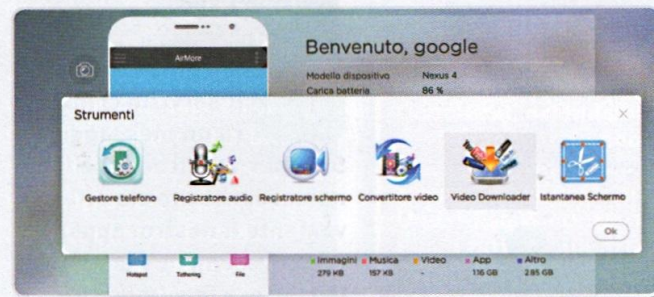 AirMore
Benvenuto, google
Modello dispositivo Nexus 4
Carica batteria 86 %
Strumenti
Gestore telefono Registratore audio Registratore schermo Convertitore video Video Downloader Istantanea Schermo
Ok
Hotspot Tethering File
Immagini Musica Video App Altro
279 KB 157 KB - 1.16 GB 2.85 GB